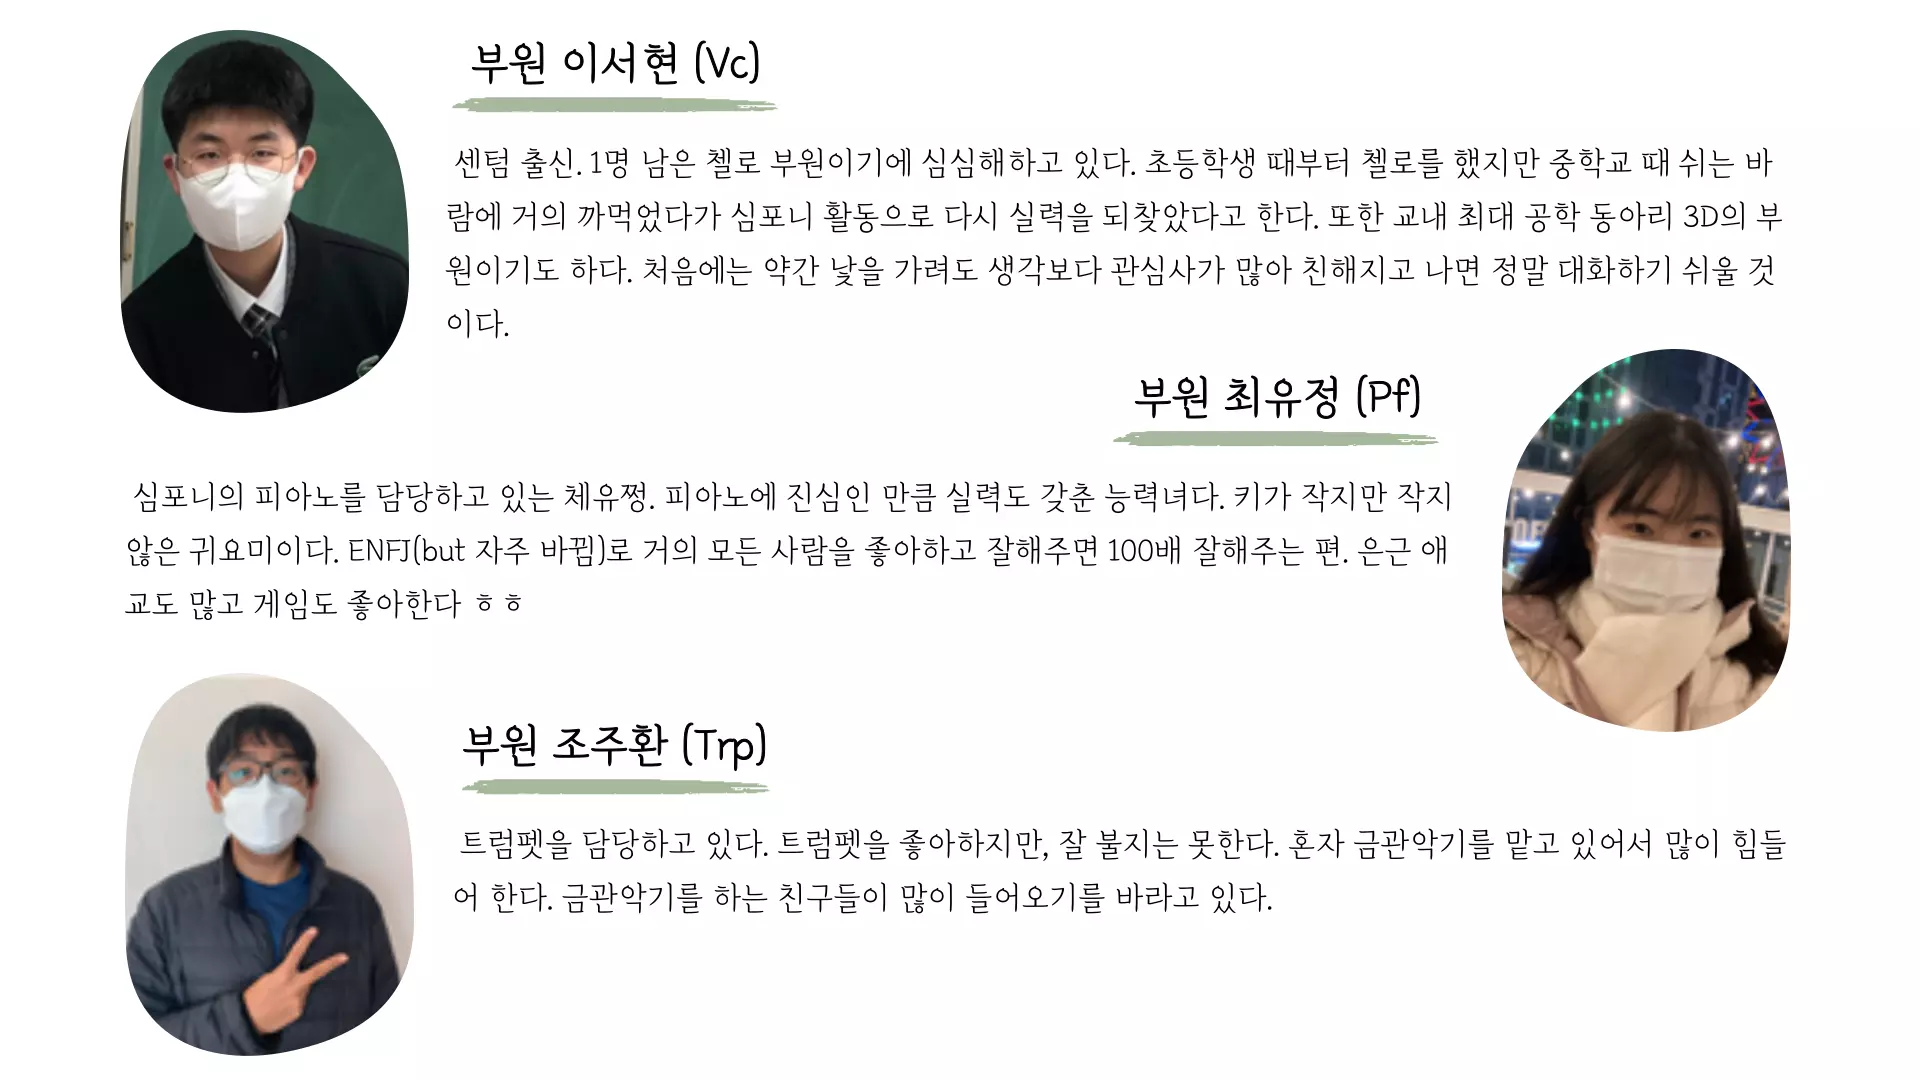 부원 이서현 (Vc)
센텀 출신. 1명 남은 첼로 부원이기에 심심해하고 있다. 초등학생 때부터 첼로를 했지만 중학교 때 쉬는 바
람에 거의 까먹었다가 심포니 활동으로 다시 실력을 되찾았다고 한다. 또한 교내 최대 공학 동아리 3D의 부
원이기도 하다. 처음에는 약간 낯을 가려도 생각보다 관심사가 많아 친해지고 나면 정말 대화하기 쉬울 것
이다.
부원 최유정 (Pf)
심포니의 피아노를 담당하고 있는 체유쩡. 피아노에 진심인 만큼 실력도 갖춘 능력녀다. 키가 작지만 작지
않은 귀요미이다. ENFJ(but 자주 바뀜)로 거의 모든 사람을 좋아하고 잘해주면 100배 잘해주는 편. 은근 애
교도 많고 게임도 좋아한다 ㅎㅎ
부원 조주환 (Trp)
트럼펫을 담당하고 있다. 트럼펫을 좋아하지만, 잘 불지는 못한다. 혼자 금관악기를 맡고 있어서 많이 힘들
어 한다. 금관악기를 하는 친구들이 많이 들어오기를 바라고 있다.